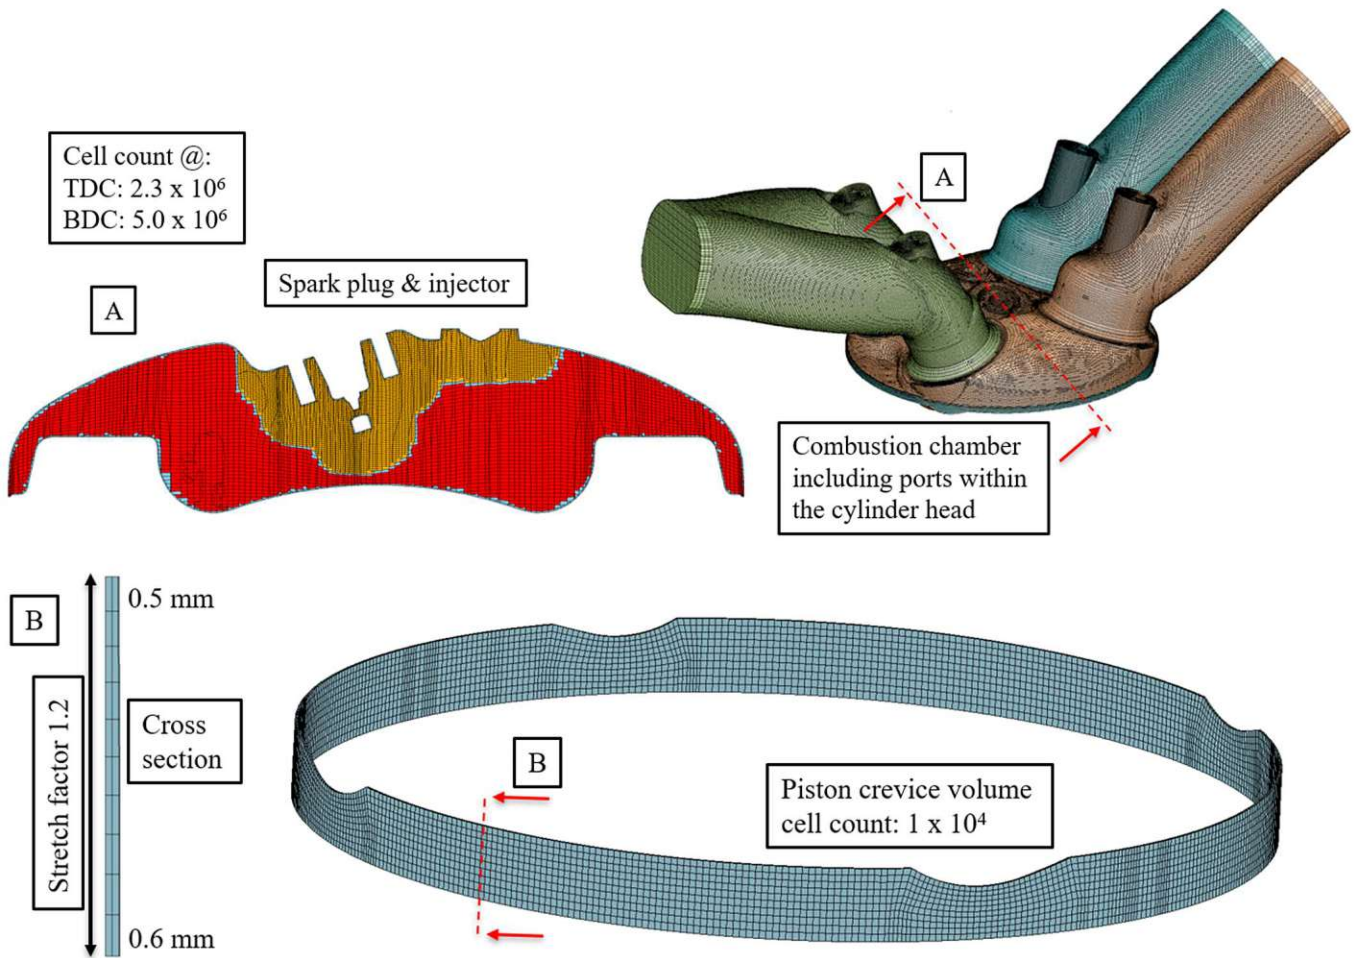 Cell count @:
TDC: 2.3 x 10⁶
BDC: 5.0 x 10⁶
A
Spark plug & injector
A
Combustion chamber
including ports within
the cylinder head
B
0.5 mm
Stretch factor 1.2
Cross
section
0.6 mm
B
Piston crevice volume
cell count: 1 x 10⁴